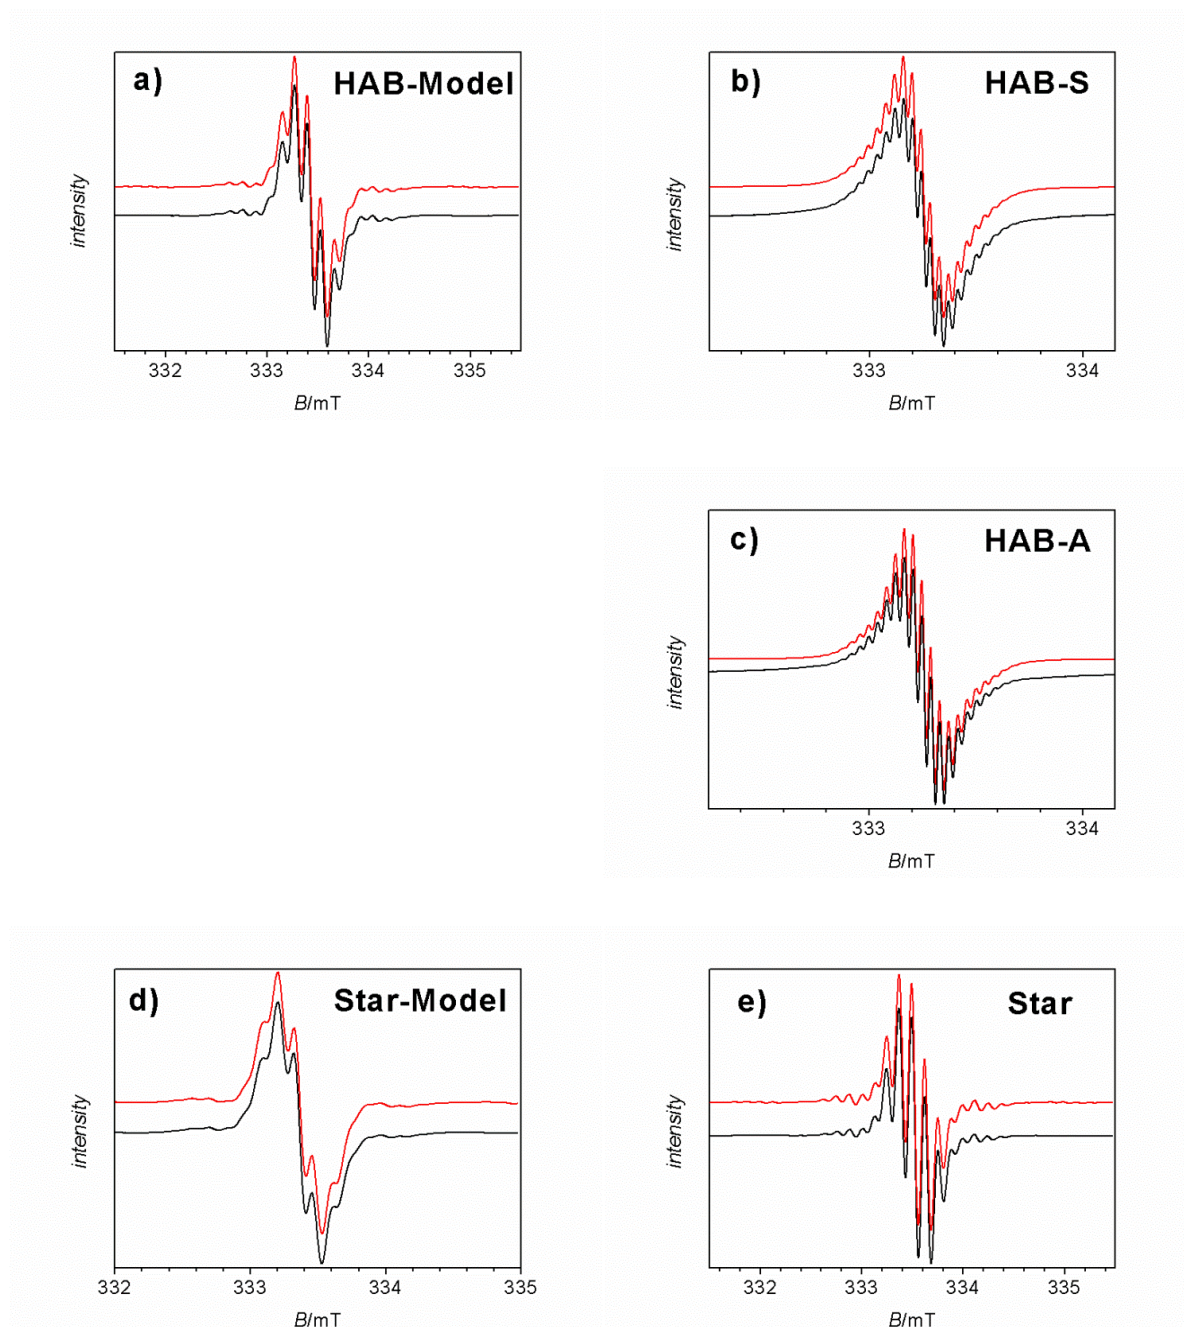 a) HAB-Model
intensity
332 333 334 335
B/mT
b) HAB-S
intensity
333 334
B/mT
c) HAB-A
intensity
333 334
B/mT
d) Star-Model
intensity
332 333 334 335
B/mT
e) Star
intensity
332 333 334 335
B/mT